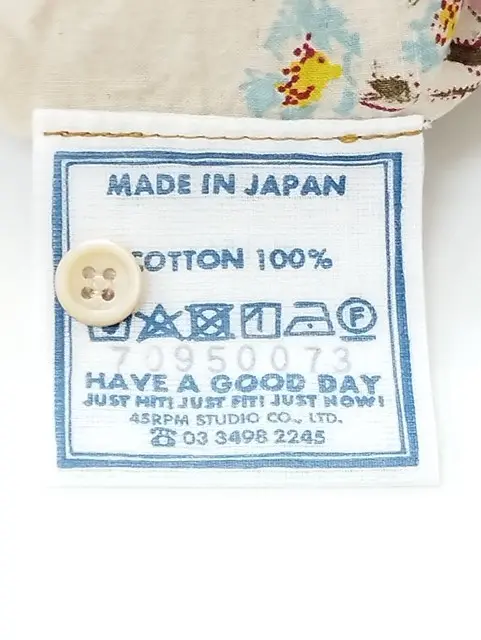 MADE IN JAPAN
COTTON 100%
F
70950073
HAVE A GOOD DAY
JUST HIT! JUST FIT! JUST NOW!
45RPM STUDIO CO., LTD.
☎ 03 3498 2245